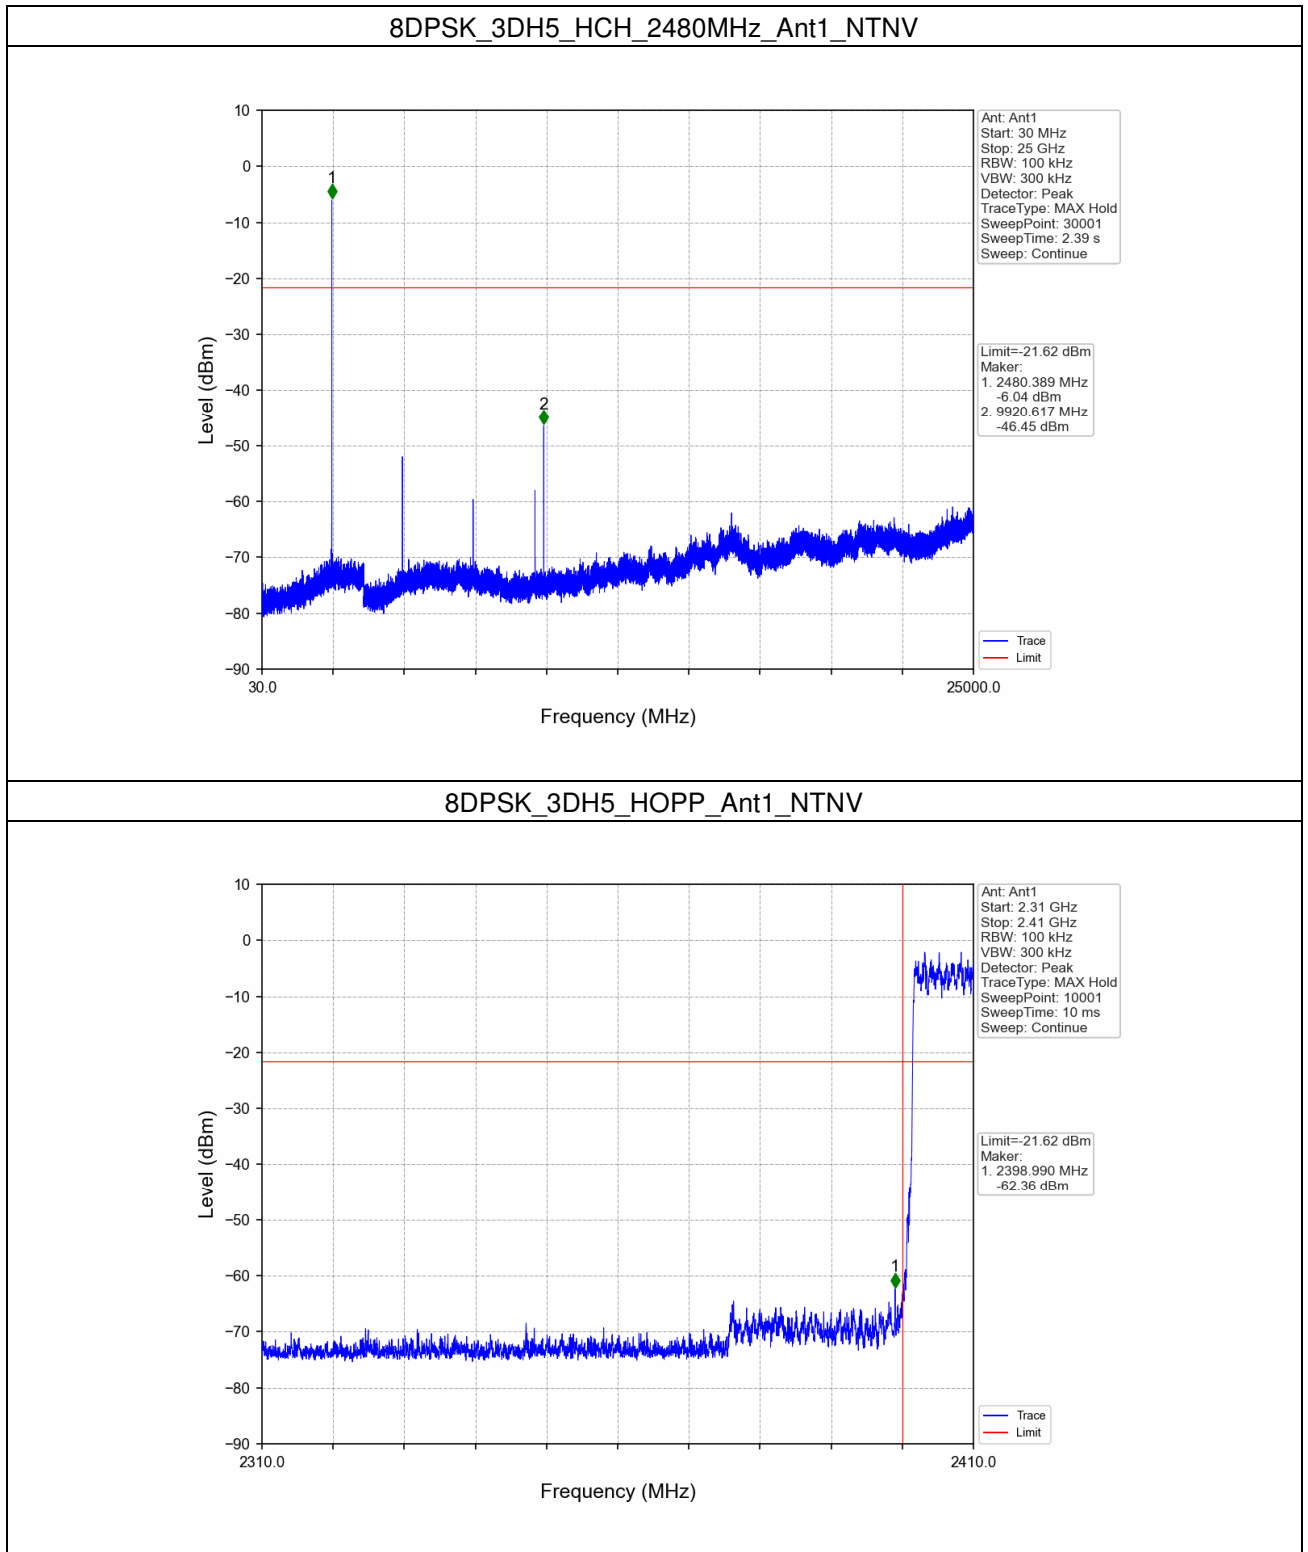 8DPSK_3DH5_HCH_2480MHz_Ant1_NTNV
10
0
−10
−20
−30
−40
−50
−60
−70
−80
−90
Level (dBm)
1
2
30.0
25000.0
Frequency (MHz)
Ant: Ant1
Start: 30 MHz
Stop: 25 GHz
RBW: 100 kHz
VBW: 300 kHz
Detector: Peak
TraceType: MAX Hold
SweepPoint: 30001
SweepTime: 2.39 s
Sweep: Continue
Limit=-21.62 dBm
Maker:
1. 2480.389 MHz
-6.04 dBm
2. 9920.617 MHz
-46.45 dBm
Trace
Limit
8DPSK_3DH5_HOPP_Ant1_NTNV
10
0
−10
−20
−30
−40
−50
−60
−70
−80
−90
Level (dBm)
1
2310.0
2410.0
Frequency (MHz)
Ant: Ant1
Start: 2.31 GHz
Stop: 2.41 GHz
RBW: 100 kHz
VBW: 300 kHz
Detector: Peak
TraceType: MAX Hold
SweepPoint: 10001
SweepTime: 10 ms
Sweep: Continue
Limit=-21.62 dBm
Maker:
1. 2398.990 MHz
-62.36 dBm
Trace
Limit